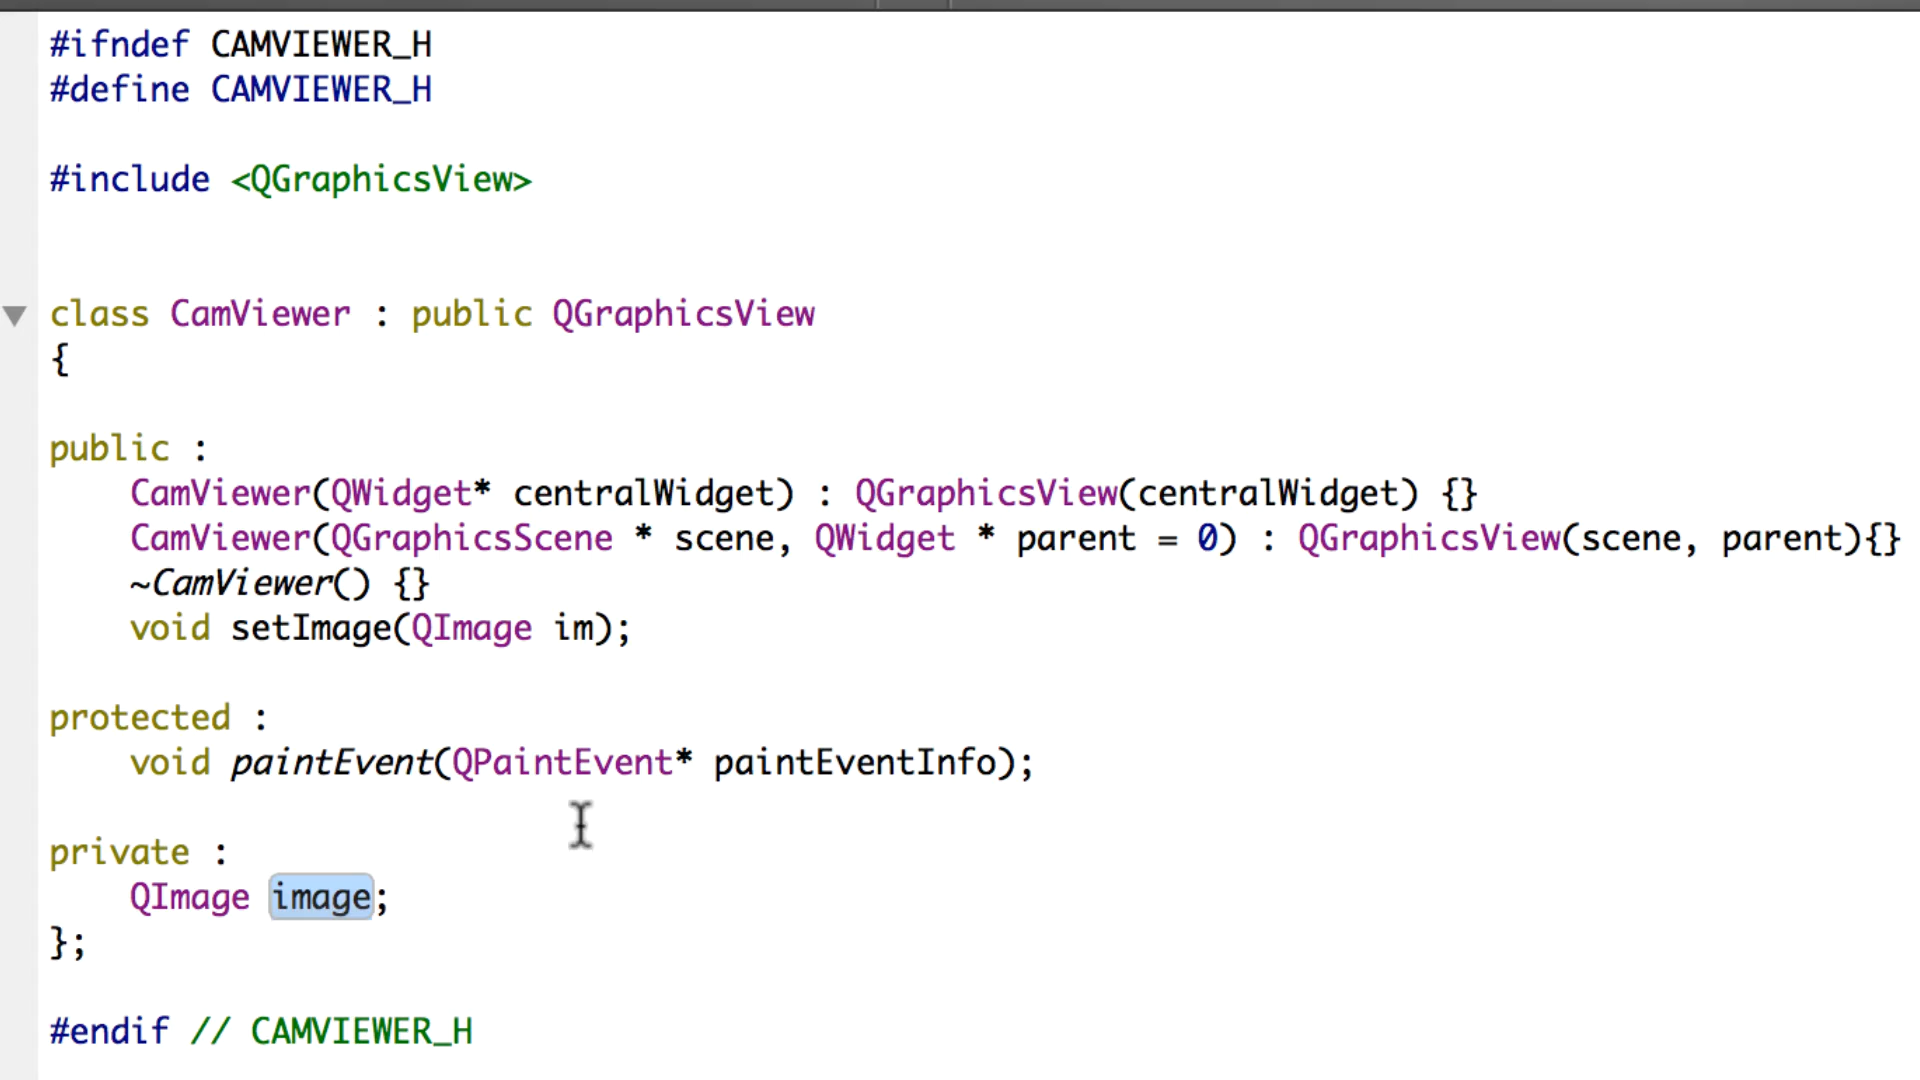 #ifndef CAMVIEWER_H
#define CAMVIEWER_H
#include <QGraphicsView>
class CamViewer : public QGraphicsView
{
public :
CamViewer(QWidget* centralWidget) : QGraphicsView(centralWidget) {}
CamViewer(QGraphicsScene * scene, QWidget * parent = 0) : QGraphicsView(scene, parent){}
~CamViewer() {}
void setImage(QImage im);
protected :
void paintEvent(QPaintEvent* paintEventInfo);
private :
QImage image;
};
#endif // CAMVIEWER_H